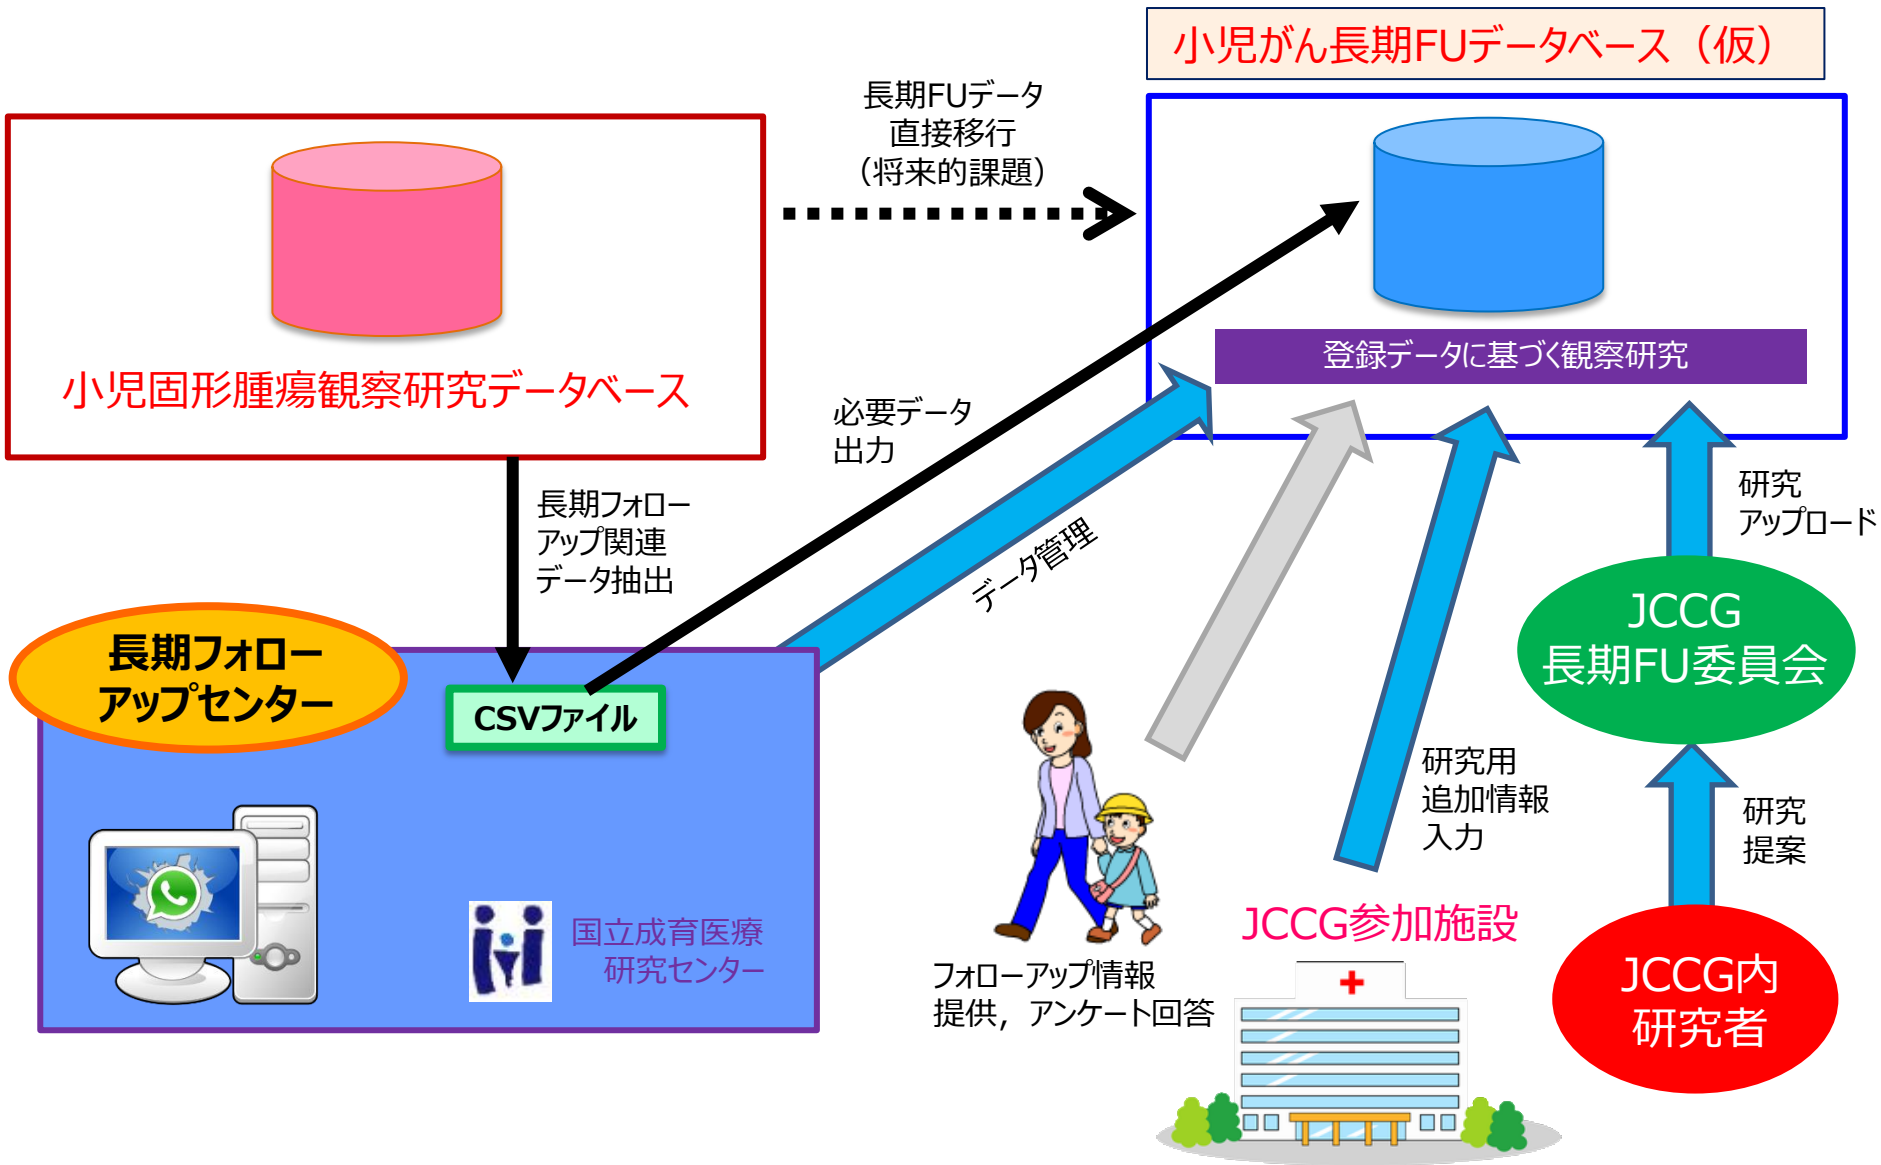 小児がん長期FUデータベース（仮）
長期FUデータ
直接移行
（将来的課題）
登録データに基づく観察研究
小児固形腫瘍観察研究データベース
必要データ
出力
長期フォロー
アップ関連
データ抽出
データ管理
研究
アップロード
長期フォロー
アップセンター
CSVファイル
JCCG
長期FU委員会
研究用
追加情報
入力
研究
提案
国立成育医療
研究センター
フォローアップ情報
提供，アンケート回答
JCCG参加施設
JCCG内
研究者